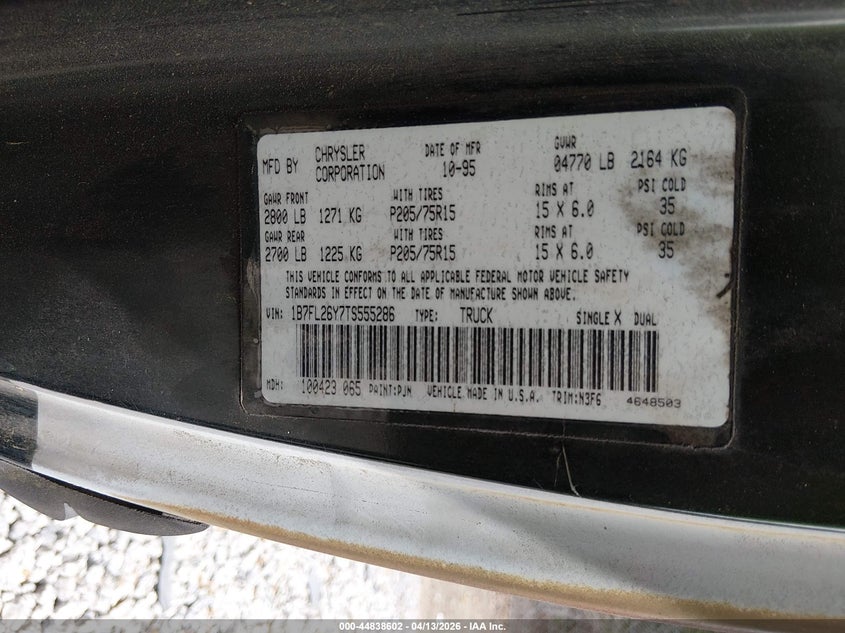 MFD BY CHRYSLER CORPORATION DATE OF MFR 10-95 GVWR 04770 LB 2164 KG
GAWR FRONT WITH TIRES RIMS AT PSI COLD
2800 LB 1271 KG P205/75R15 15 X 6.0 35
GAWR REAR WITH TIRES RIMS AT PSI COLD
2700 LB 1225 KG P205/75R15 15 X 6.0 35
THIS VEHICLE CONFORMS TO ALL APPLICABLE FEDERAL MOTOR VEHICLE SAFETY
STANDARDS IN EFFECT ON THE DATE OF MANUFACTURE SHOWN ABOVE.
VIN: 1B7FL26Y7TS555286 TYPE: TRUCK SINGLE X DUAL
MDH: 100423 065 PAINT:PJN VEHICLE MADE IN U.S.A. TRIM:N3F6 4648503
000-44838602 - 04/13/2026 - IAA Inc.